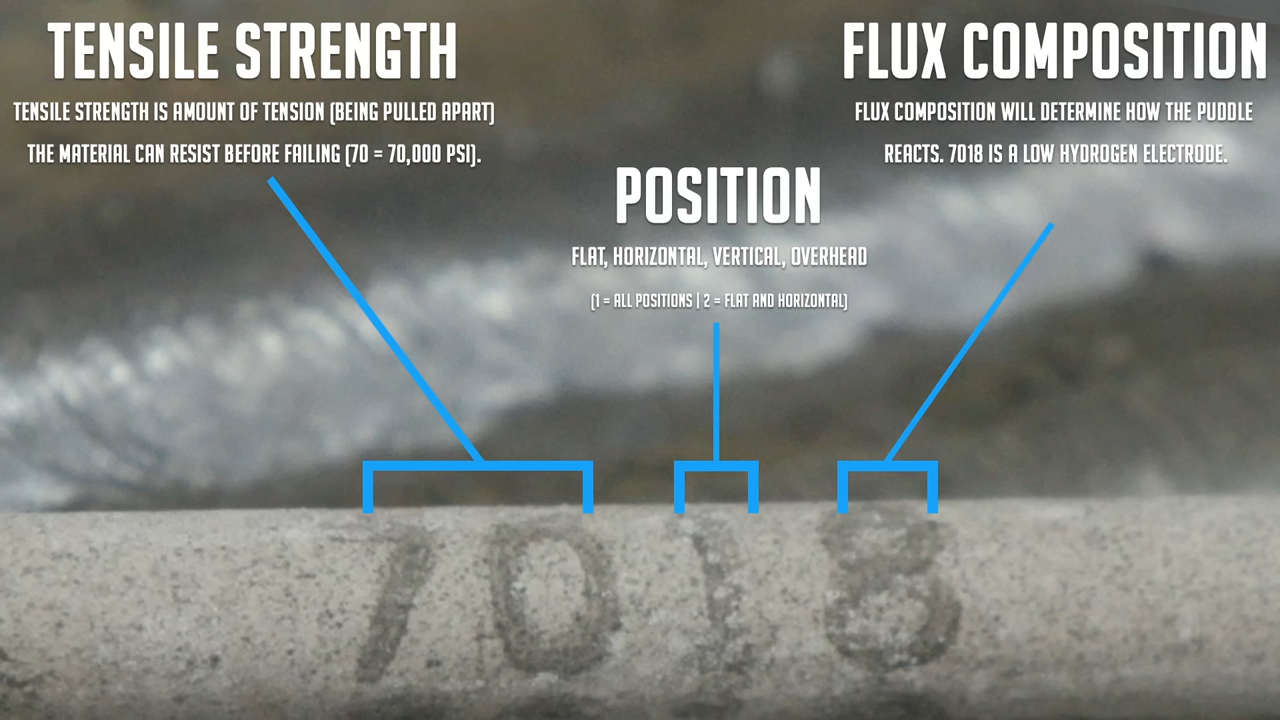 TENSILE STRENGTH
TENSILE STRENGTH IS AMOUNT OF TENSION (BEING PULLED APART)
THE MATERIAL CAN RESIST BEFORE FAILING (70 = 70,000 PSI).
FLUX COMPOSITION
FLUX COMPOSITION WILL DETERMINE HOW THE PUDDLE
REACTS. 7018 IS A LOW HYDROGEN ELECTRODE.
POSITION
FLAT, HORIZONTAL, VERTICAL, OVERHEAD
(1 = ALL POSITIONS | 2 = FLAT AND HORIZONTAL)
7018